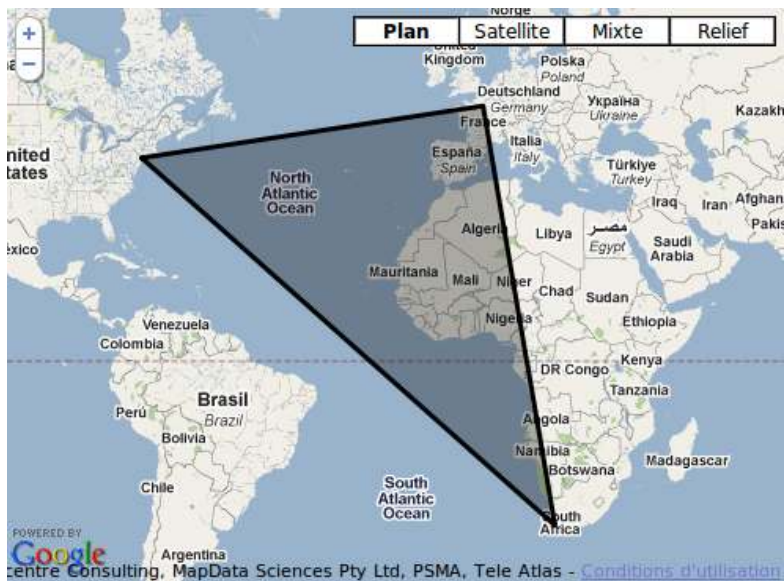 Norge
+
Plan Satellite Mixte Relief
United
Kingdom
Polska
Poland
Deutschland
Germany
Україна
Ukraine
Kazakh
France
nited
tates
España
Spain
Italia
Italy
Türkiye
Turkey
North
Atlantic
Ocean
Iraq
Iran
Afghan
Pakis
Algeria
Libya
مصر
Egypt
Saudi
Arabia
éxico
Mauritania
Mali
Niger
Chad
Sudan
Nigeria
Ethiopia
Venezuela
Colombia
Kenya
DR Congo
Tanzania
Brasil
Brazil
Perú
Angola
Bolivia
Namibia
Botswana
Madagascar
Chile
South
Atlantic
Ocean
South
Africa
POWERED BY
Google
Argentina
centre Consulting, MapData Sciences Pty Ltd, PSMA, Tele Atlas - Conditions d'utilisation